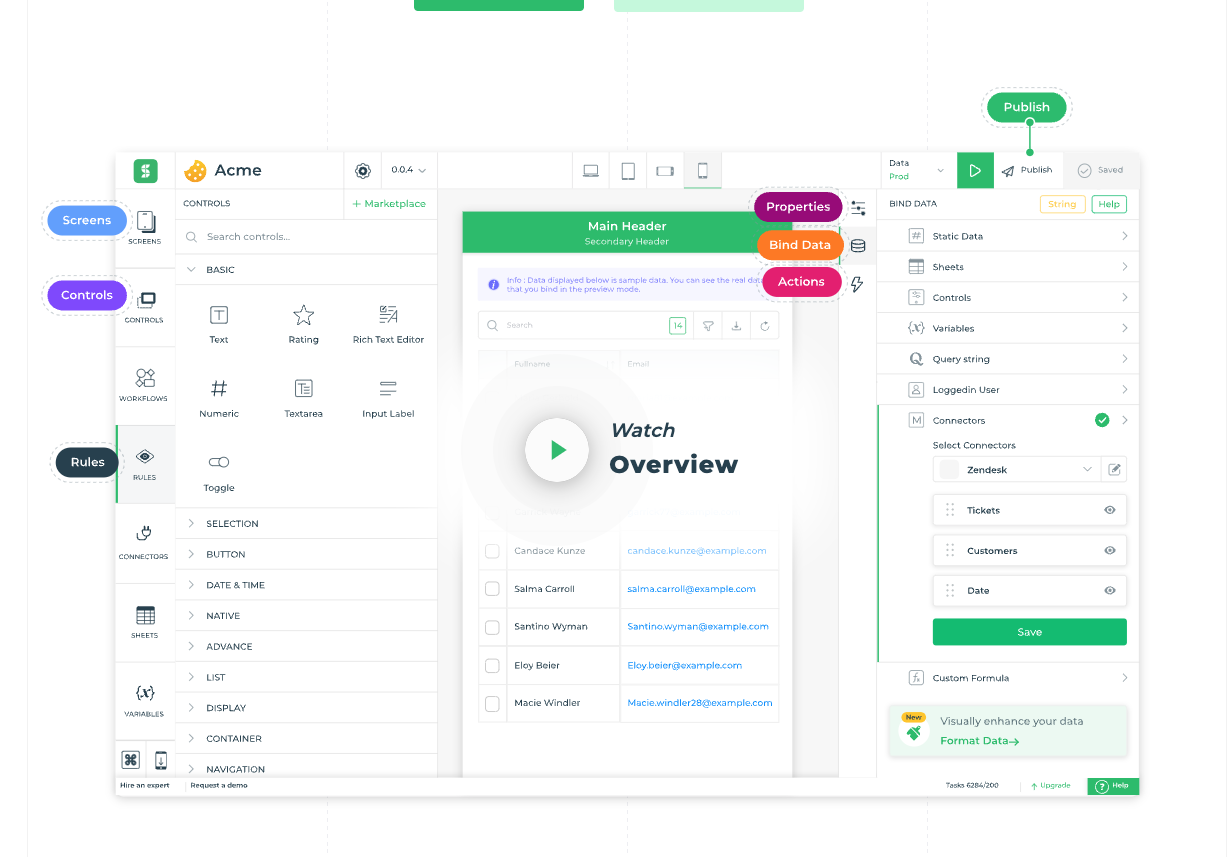 Publish
Acme
0.0.4
Data
Prod
Publish
Saved
Screens
SCREENS
Controls
CONTROLS
WORKFLOWS
Rules
RULES
CONNECTORS
SHEETS
{x}
VARIABLES
CONTROLS
+ Marketplace
Search controls...
BASIC
Text
Rating
Rich Text Editor
Numeric
Textarea
Input Label
Toggle
SELECTION
BUTTON
DATE & TIME
NATIVE
ADVANCE
LIST
DISPLAY
CONTAINER
NAVIGATION
Main Header
Secondary Header
Info : Data displayed below is sample data. You can see the real data
that you bind in the preview mode.
Search
14
Fullname
Email
Watch
Overview
Candace Kunze
candace.kunze@example.com
Salma Carroll
salma.carroll@example.com
Santino Wyman
Santino.wyman@example.com
Eloy Beier
Eloy.beier@example.com
Macie Windler
Macie.windler28@example.com
Properties
Bind Data
Actions
BIND DATA
String
Help
Static Data
Sheets
Controls
{x} Variables
Query string
Loggedin User
M Connectors
Select Connectors
Zendesk
Tickets
Customers
Date
Save
Custom Formula
New
Visually enhance your data
Format Data→
Hire an expert
Request a demo
Tasks 6284/200
Upgrade
Help